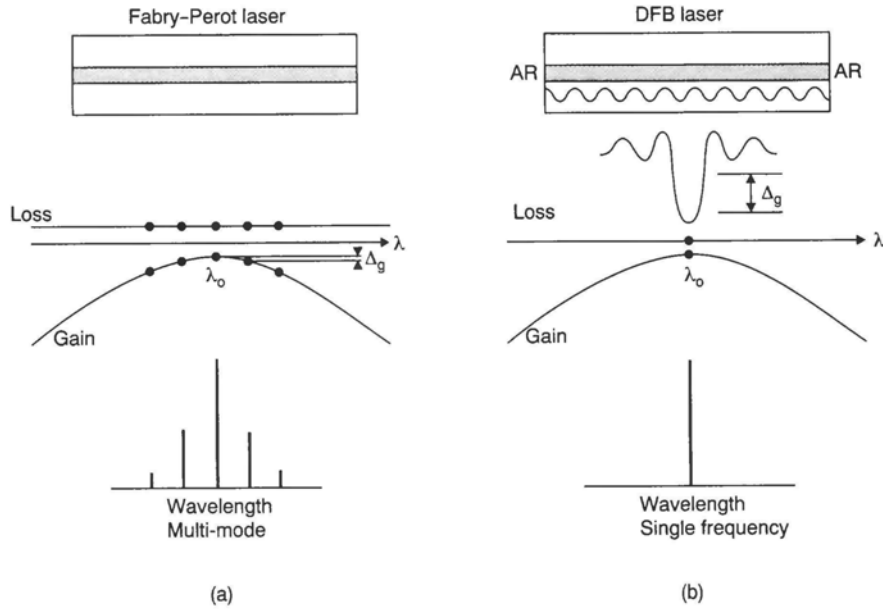 Fabry–Perot laser
Loss
λ
Δg
λo
Gain
Wavelength
Multi-mode
(a)
DFB laser
AR
AR
Δg
Loss
λ
λo
Wavelength
Single frequency
(b)